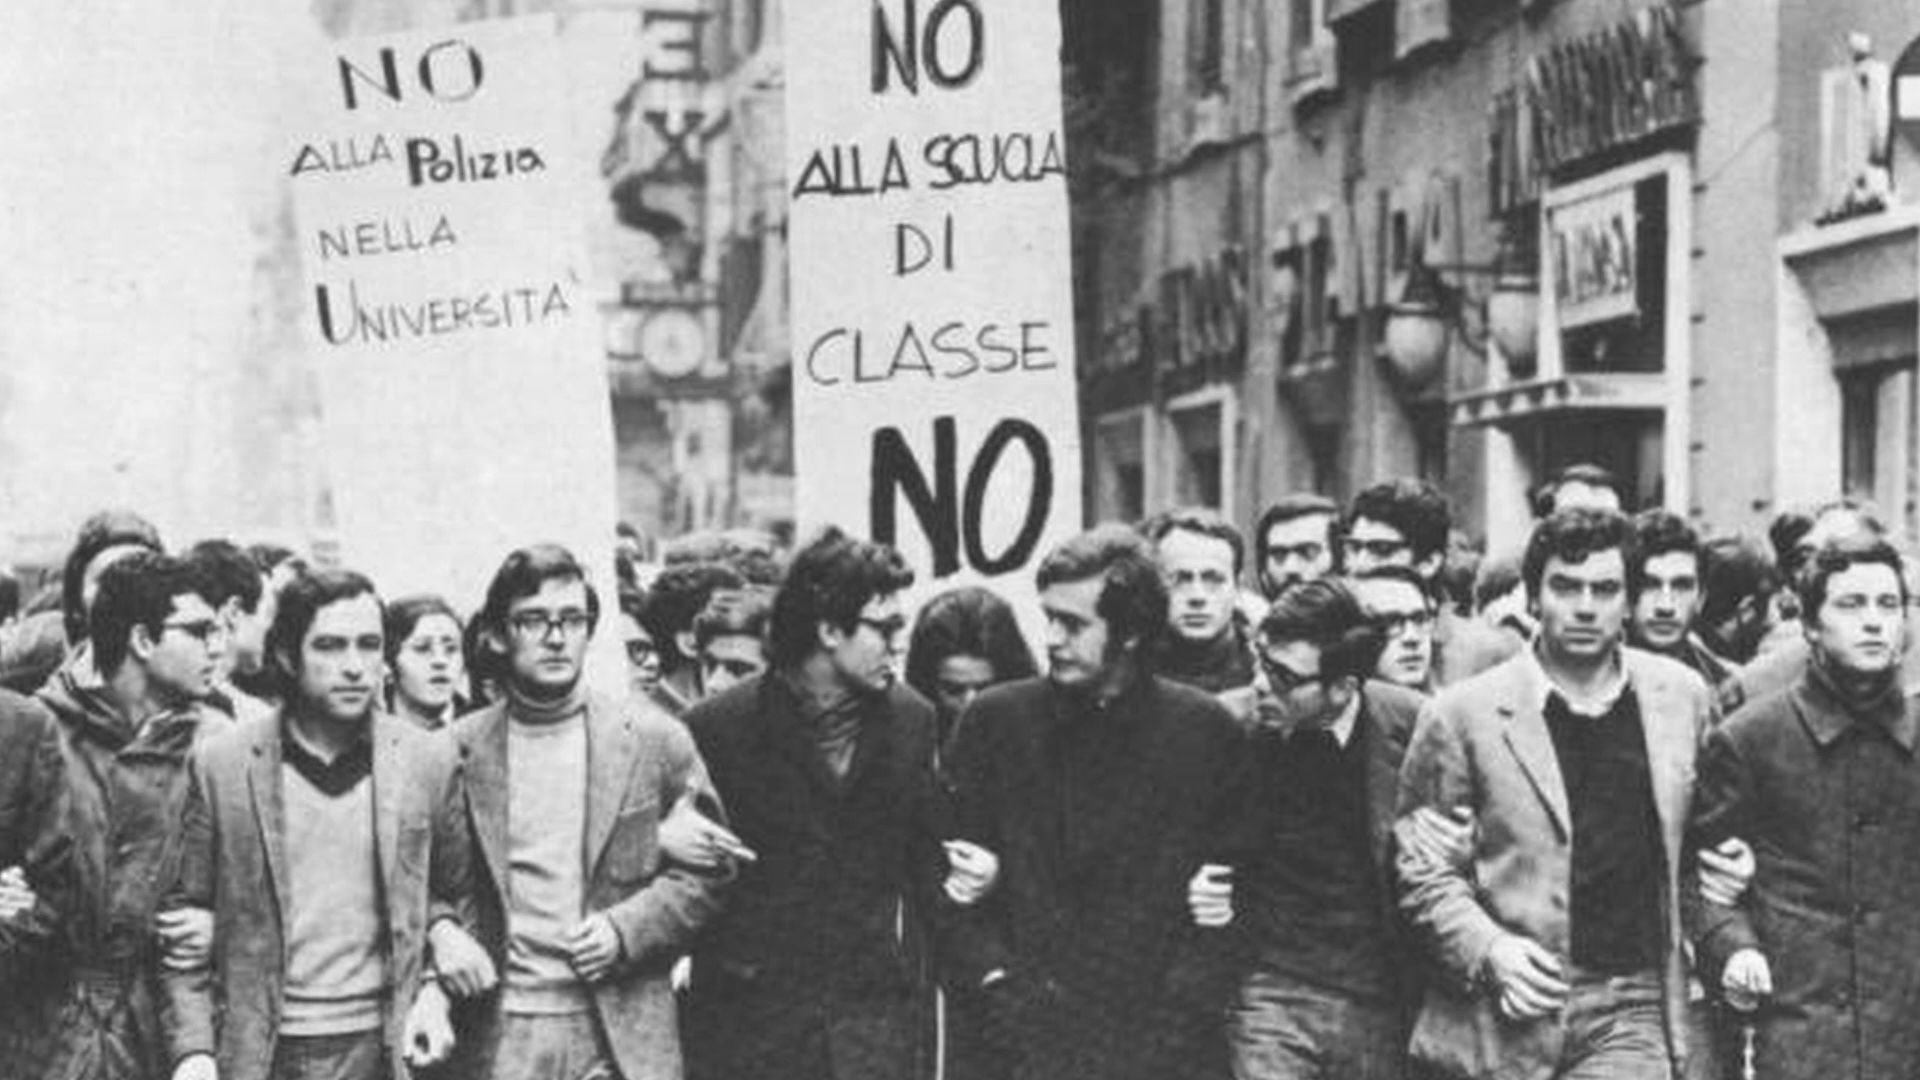 NO
ALLA Polizia
NELLA
UNIVERSITA'
NO
ALLA SCUOLA
DI
CLASSE
NO